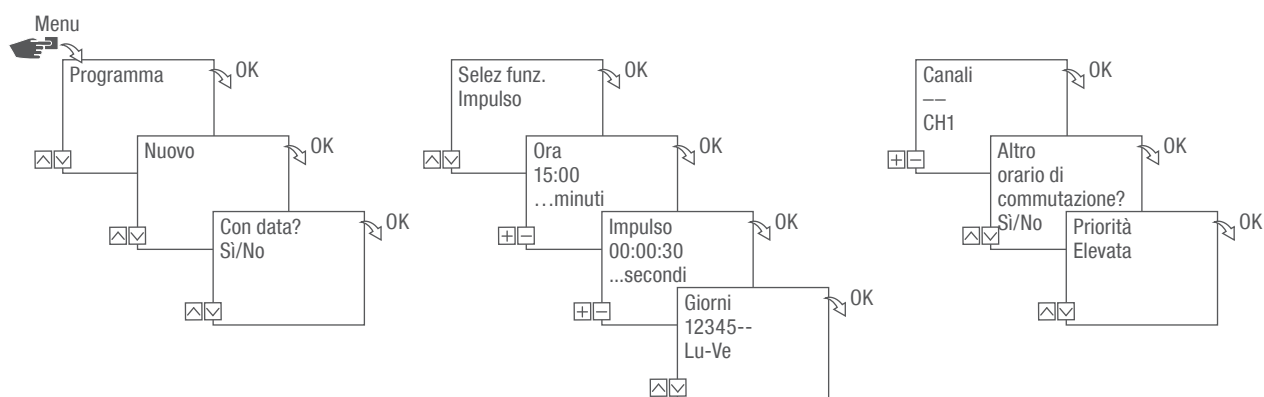 Menu
Programma
OK
Nuovo
OK
Con data?
Sì/No
OK
Selez funz.
Impulso
OK
Ora
15:00
...minuti
OK
Impulso
00:00:30
...secondi
OK
Giorni
12345--
Lu-Ve
OK
Canali
––
CH1
OK
Altro
orario di
commutazione?
Sì/No
OK
Priorità
Elevata
OK